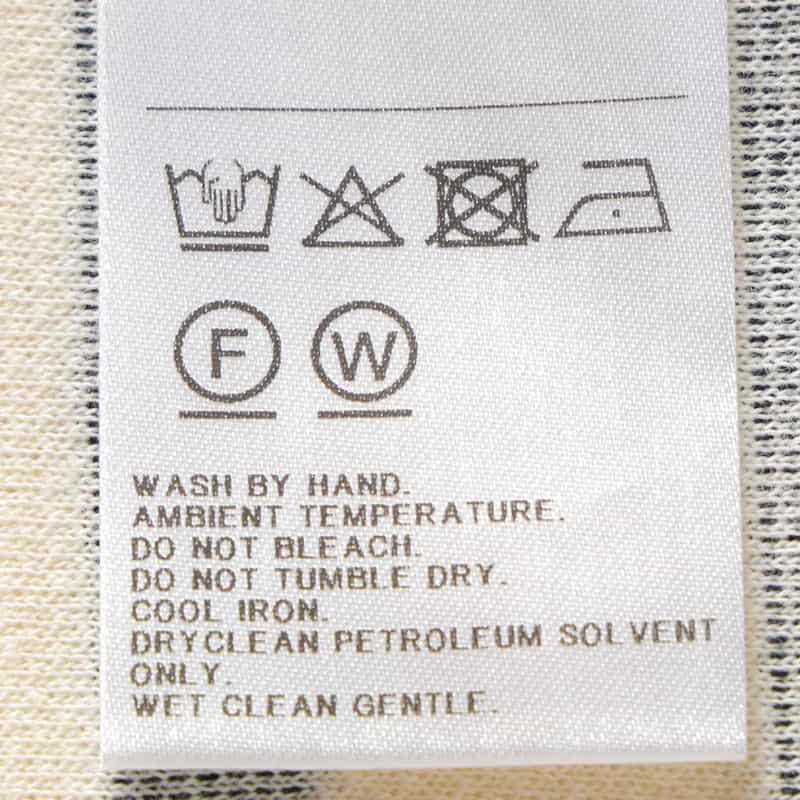 F W
WASH BY HAND.
AMBIENT TEMPERATURE.
DO NOT BLEACH.
DO NOT TUMBLE DRY.
COOL IRON.
DRYCLEAN PETROLEUM SOLVENT
ONLY.
WET CLEAN GENTLE.